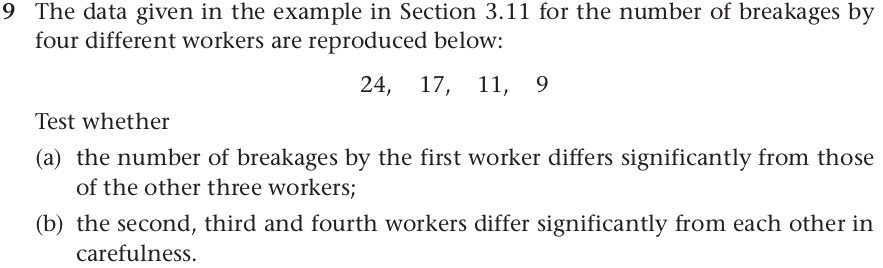 9 The data given in the example in Section 3.11 for the number of breakages by
four different workers are reproduced below:
24, 17, 11, 9
Test whether
(a) the number of breakages by the first worker differs significantly from those
of the other three workers;
(b) the second, third and fourth workers differ significantly from each other in
carefulness.